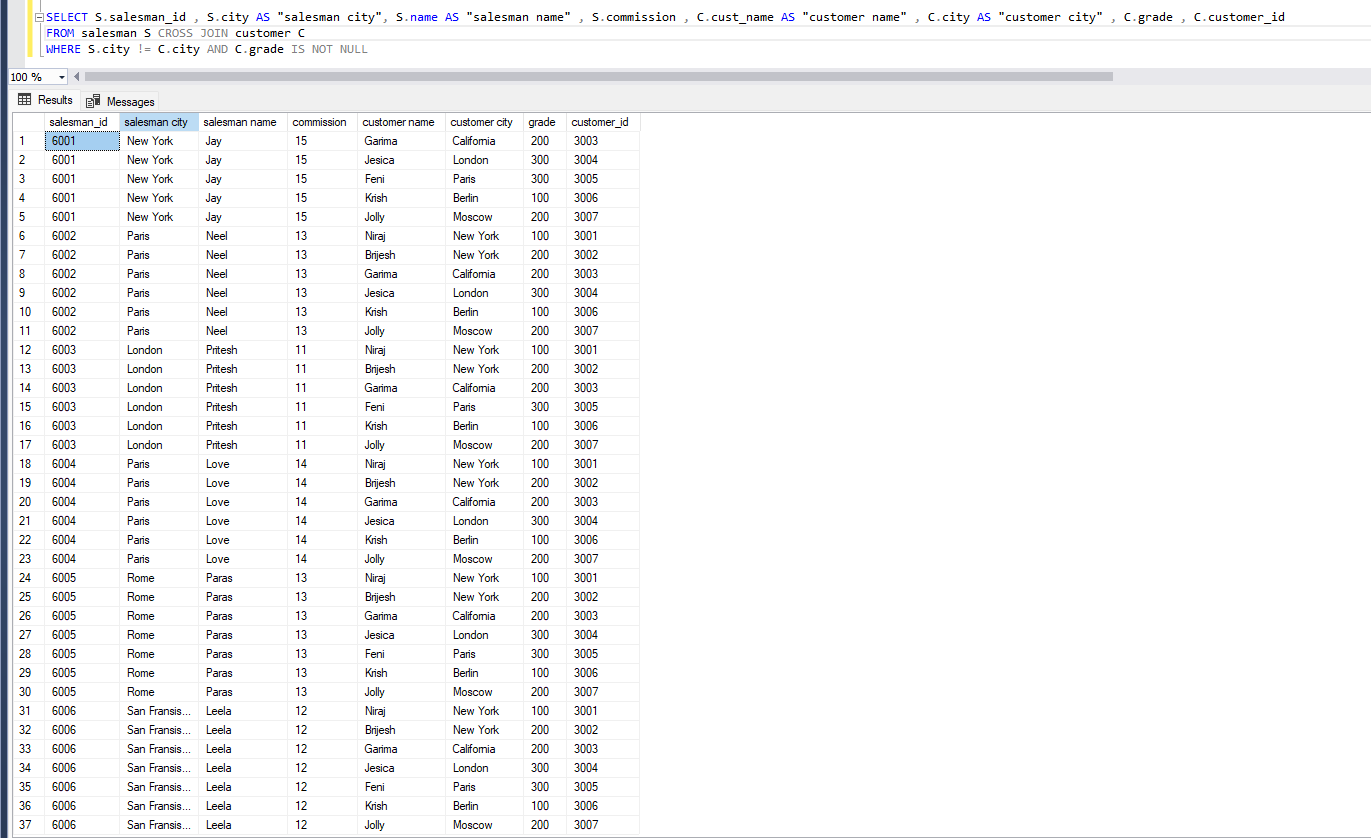 SELECT S.salesman_id , S.city AS "salesman city", S.name AS "salesman name" , S.commission , C.cust_name AS "customer name" , C.city AS "customer city" , C.grade , C.customer_id
FROM salesman S CROSS JOIN customer C
WHERE S.city != C.city AND C.grade IS NOT NULL
100 %
Results Messages
salesman_id salesman city salesman name commission customer name customer city grade customer_id
1 6001 New York Jay 15 Garima California 200 3003
2 6001 New York Jay 15 Jesica London 300 3004
3 6001 New York Jay 15 Feni Paris 300 3005
4 6001 New York Jay 15 Krish Berlin 100 3006
5 6001 New York Jay 15 Jolly Moscow 200 3007
6 6002 Paris Neel 13 Niraj New York 100 3001
7 6002 Paris Neel 13 Brijesh New York 200 3002
8 6002 Paris Neel 13 Garima California 200 3003
9 6002 Paris Neel 13 Jesica London 300 3004
10 6002 Paris Neel 13 Krish Berlin 100 3006
11 6002 Paris Neel 13 Jolly Moscow 200 3007
12 6003 London Pritesh 11 Niraj New York 100 3001
13 6003 London Pritesh 11 Brijesh New York 200 3002
14 6003 London Pritesh 11 Garima California 200 3003
15 6003 London Pritesh 11 Feni Paris 300 3005
16 6003 London Pritesh 11 Krish Berlin 100 3006
17 6003 London Pritesh 11 Jolly Moscow 200 3007
18 6004 Paris Love 14 Niraj New York 100 3001
19 6004 Paris Love 14 Brijesh New York 200 3002
20 6004 Paris Love 14 Garima California 200 3003
21 6004 Paris Love 14 Jesica London 300 3004
22 6004 Paris Love 14 Krish Berlin 100 3006
23 6004 Paris Love 14 Jolly Moscow 200 3007
24 6005 Rome Paras 13 Niraj New York 100 3001
25 6005 Rome Paras 13 Brijesh New York 200 3002
26 6005 Rome Paras 13 Garima California 200 3003
27 6005 Rome Paras 13 Jesica London 300 3004
28 6005 Rome Paras 13 Feni Paris 300 3005
29 6005 Rome Paras 13 Krish Berlin 100 3006
30 6005 Rome Paras 13 Jolly Moscow 200 3007
31 6006 San Fransis... Leela 12 Niraj New York 100 3001
32 6006 San Fransis... Leela 12 Brijesh New York 200 3002
33 6006 San Fransis... Leela 12 Garima California 200 3003
34 6006 San Fransis... Leela 12 Jesica London 300 3004
35 6006 San Fransis... Leela 12 Feni Paris 300 3005
36 6006 San Fransis... Leela 12 Krish Berlin 100 3006
37 6006 San Fransis... Leela 12 Jolly Moscow 200 3007